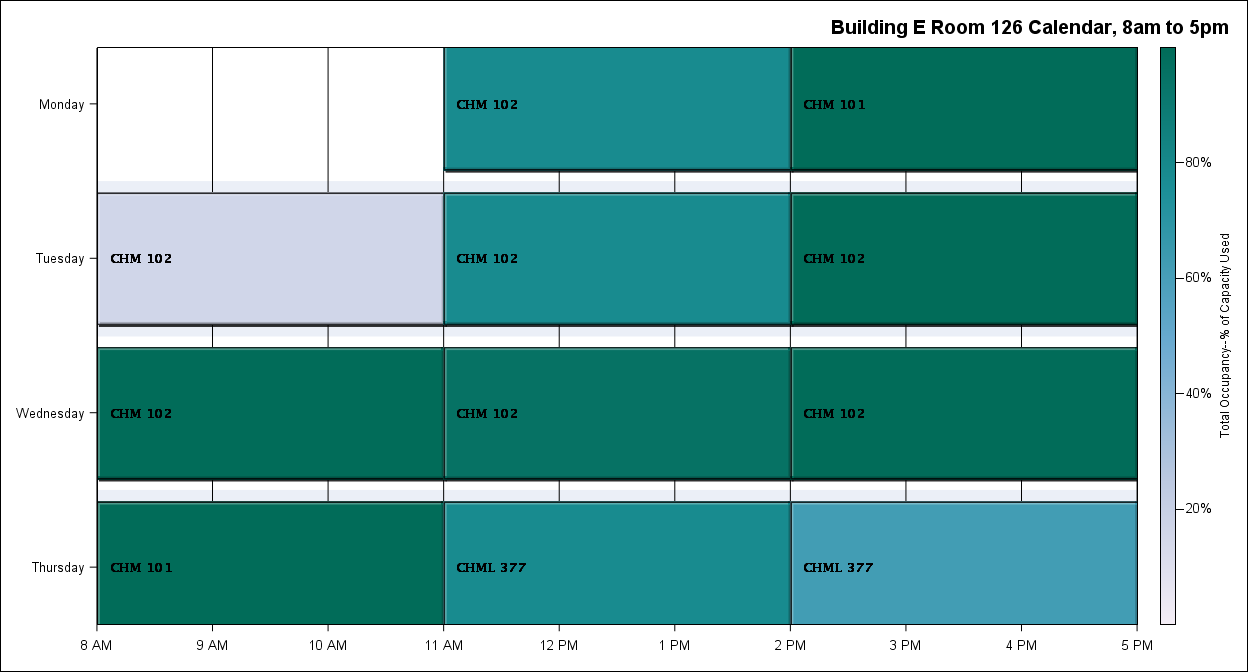 Building E Room 126 Calendar, 8am to 5pm
Monday
CHM 102
CHM 101
Tuesday
CHM 102
CHM 102
CHM 102
Wednesday
CHM 102
CHM 102
CHM 102
Thursday
CHM 101
CHML 377
CHML 377
8 AM
9 AM
10 AM
11 AM
12 PM
1 PM
2 PM
3 PM
4 PM
5 PM
80%
60%
40%
20%
Total Occupancy--% of Capacity Used